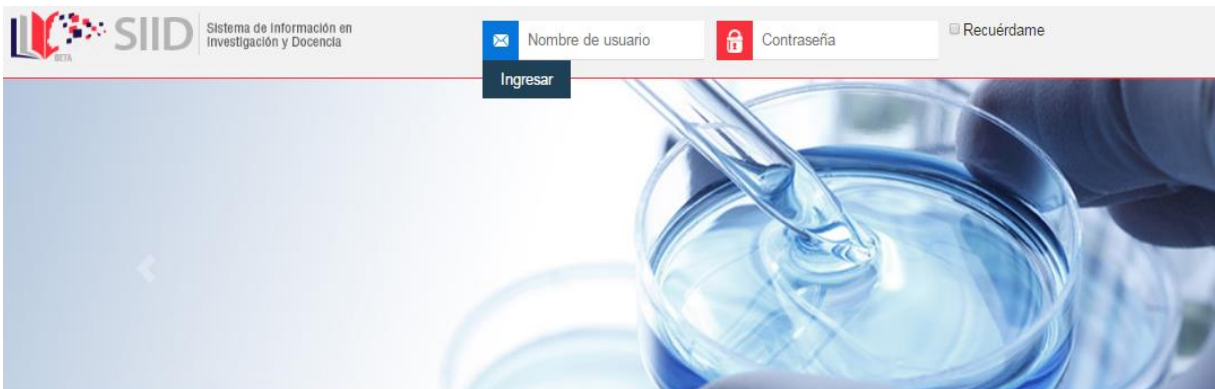 SIID
BETA
Sistema de Información en
Investigación y Docencia
Nombre de usuario
Contraseña
Recuérdame
Ingresar